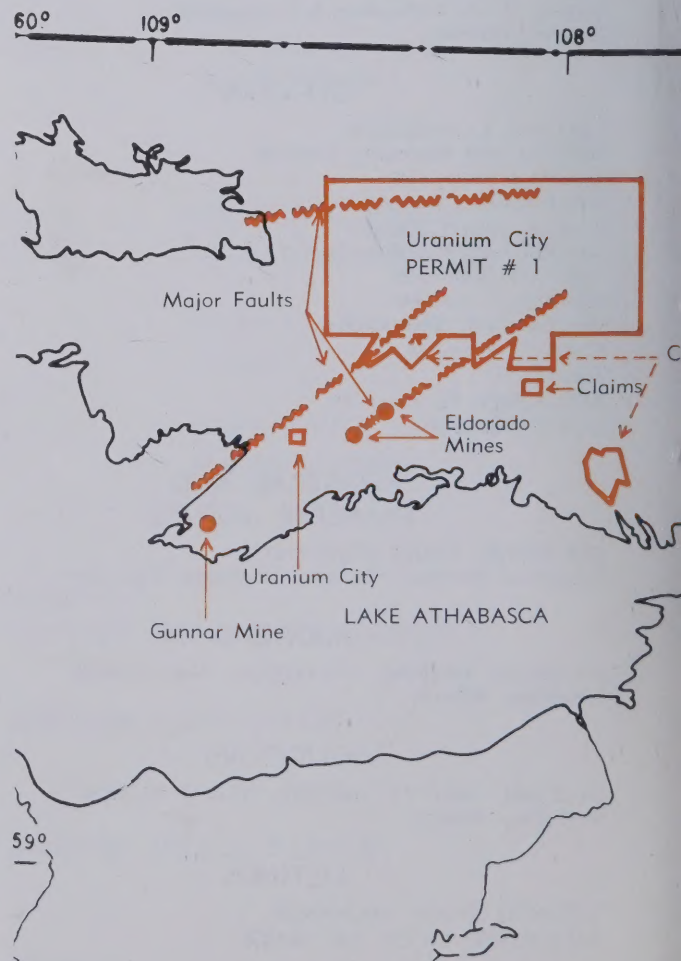 60° 109° 108°
Uranium City
PERMIT # 1
Major Faults
C
Claims
Eldorado
Mines
Uranium City
LAKE ATHABASCA
Gunnar Mine
59°